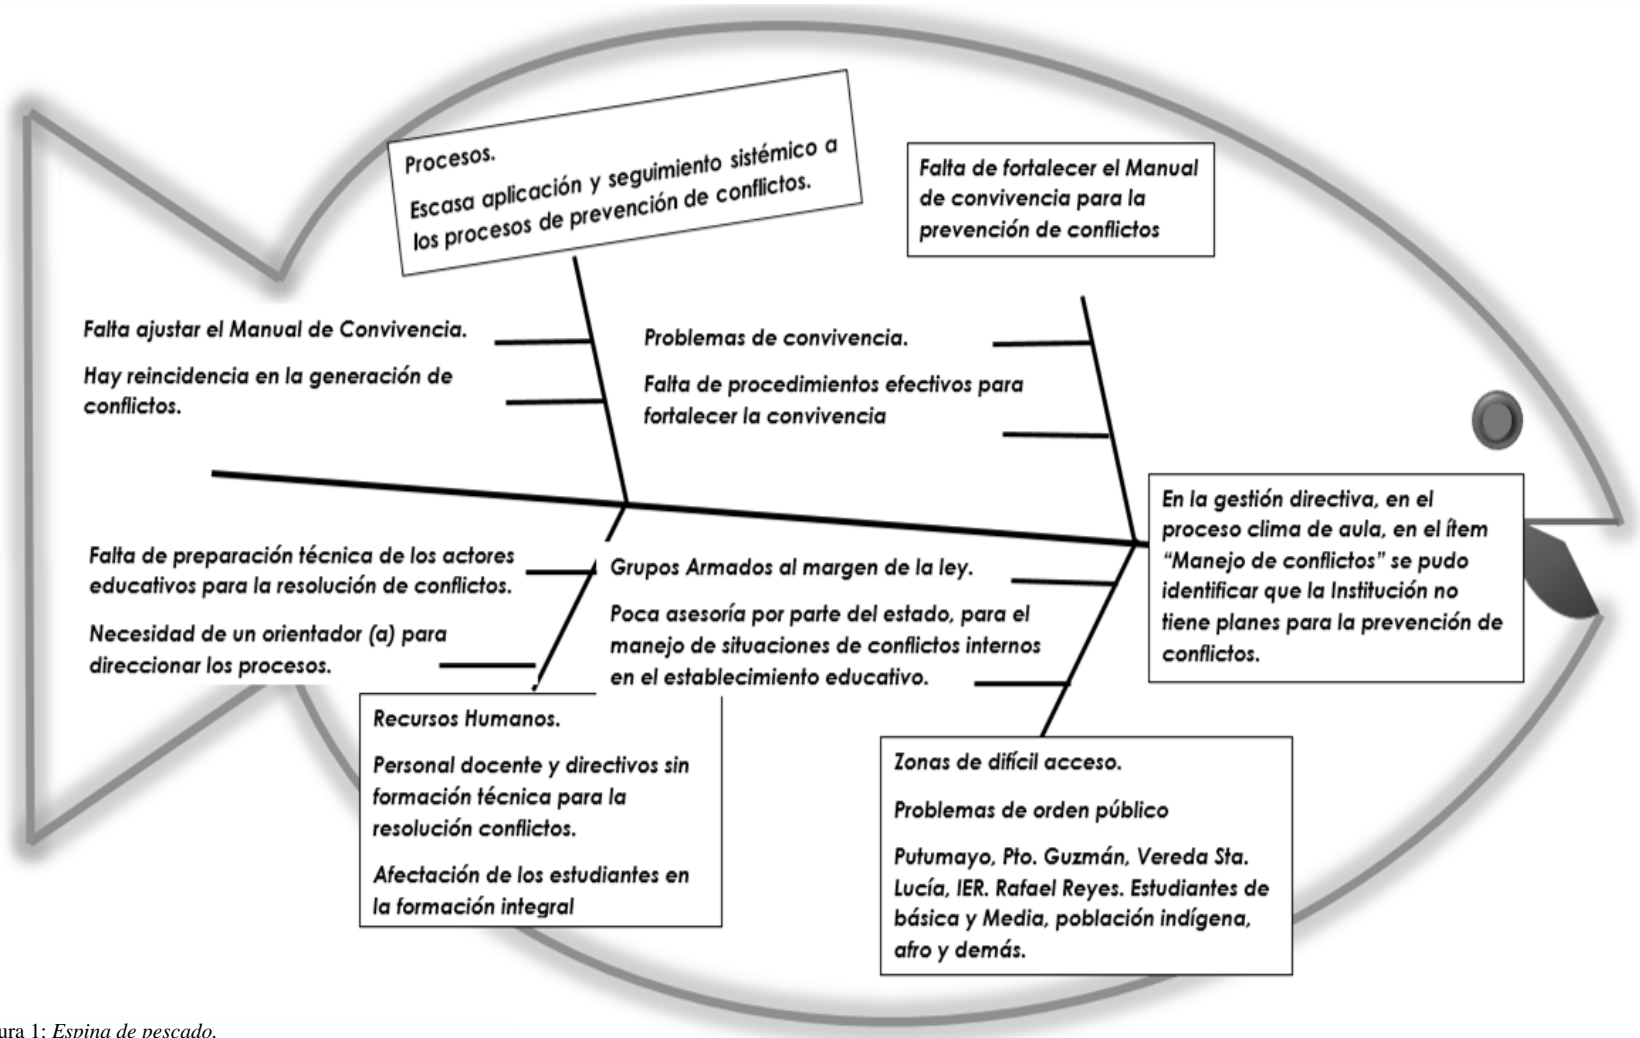 Procesos.
Escasa aplicación y seguimiento sistémico a
los procesos de prevención de conflictos.
Falta de fortalecer el Manual
de convivencia para la
prevención de conflictos
Falta ajustar el Manual de Convivencia.
Hay reincidencia en la generación de
conflictos.
Problemas de convivencia.
Falta de procedimientos efectivos para
fortalecer la convivencia
En la gestión directiva, en el
proceso clima de aula, en el ítem
“Manejo de conflictos” se pudo
identificar que la Institución no
tiene planes para la prevención de
conflictos.
Falta de preparación técnica de los actores
educativos para la resolución de conflictos.
Necesidad de un orientador (a) para
direccionar los procesos.
Grupos Armados al margen de la ley.
Poca asesoría por parte del estado, para el
manejo de situaciones de conflictos internos
en el establecimiento educativo.
Recursos Humanos.
Personal docente y directivos sin
formación técnica para la
resolución conflictos.
Afectación de los estudiantes en
la formación integral
Zonas de difícil acceso.
Problemas de orden público
Putumayo, Pto. Guzmán, Vereda Sta.
Lucía, IER. Rafael Reyes. Estudiantes de
básica y Media, población indígena,
afro y demás.
ura 1: Espina de pescado.